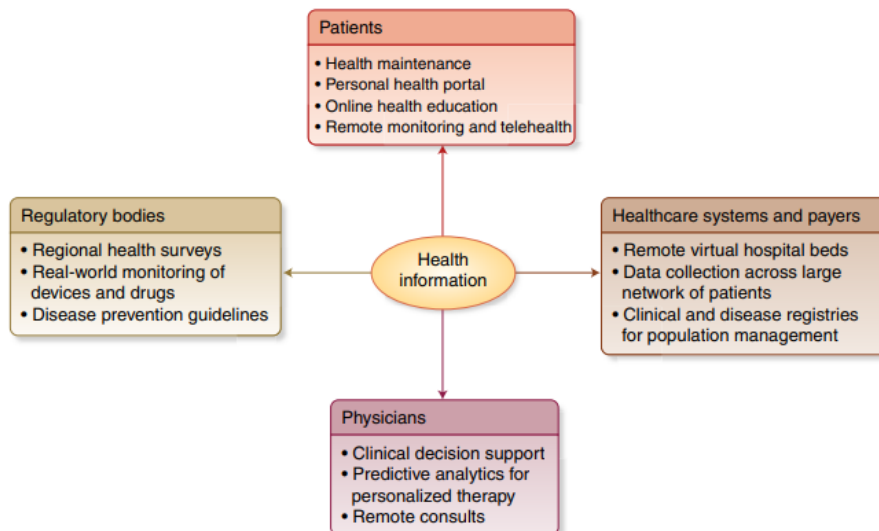 Patients
• Health maintenance
• Personal health portal
• Online health education
• Remote monitoring and telehealth
Regulatory bodies
• Regional health surveys
• Real-world monitoring of
devices and drugs
• Disease prevention guidelines
Health
information
Healthcare systems and payers
• Remote virtual hospital beds
• Data collection across large
network of patients
• Clinical and disease registries
for population management
Physicians
• Clinical decision support
• Predictive analytics for
personalized therapy
• Remote consults